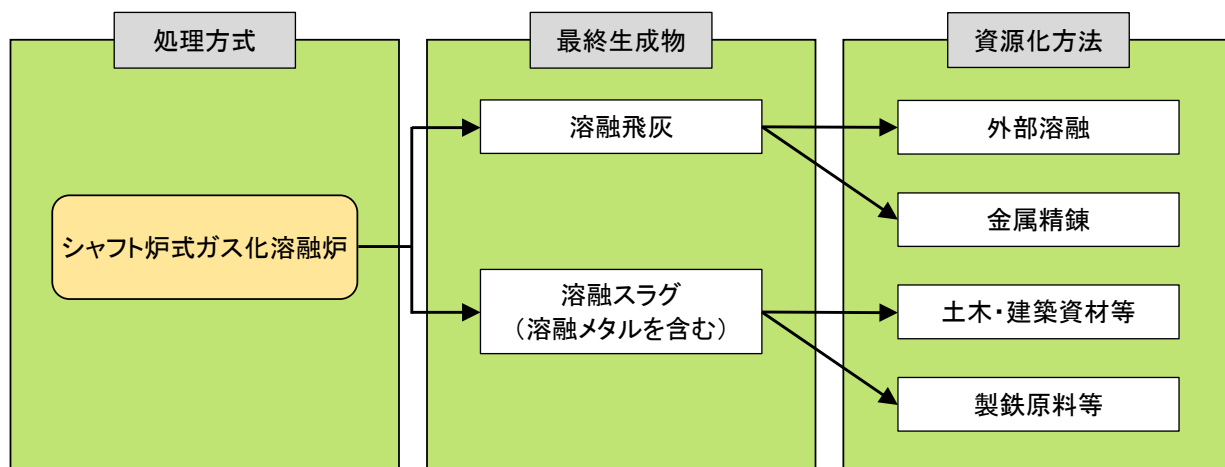 処理方式
最終生成物
資源化方法
シャフト炉式ガス化溶融炉
溶融飛灰
溶融スラグ
（溶融メタルを含む）
外部溶融
金属精錬
土木・建築資材等
製鉄原料等